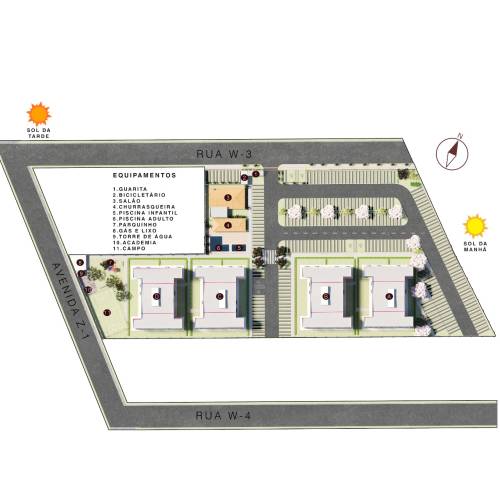 SOL DA
TARDE
RUA W-3
N
EQUIPAMENTOS
1.GUARITA
2.BICICLETÁRIO
3.SALÃO
4.CHURRASQUEIRA
5.PISCINA INFANTIL
6.PISCINA ADULTO
7.PARQUINHO
8.GÁS E LIXO
9.TORRE DE ÁGUA
10.ACADEMIA
11.CAMPO
SOL DA
MANHÃ
AVENIDA Z-1
RUA W-4